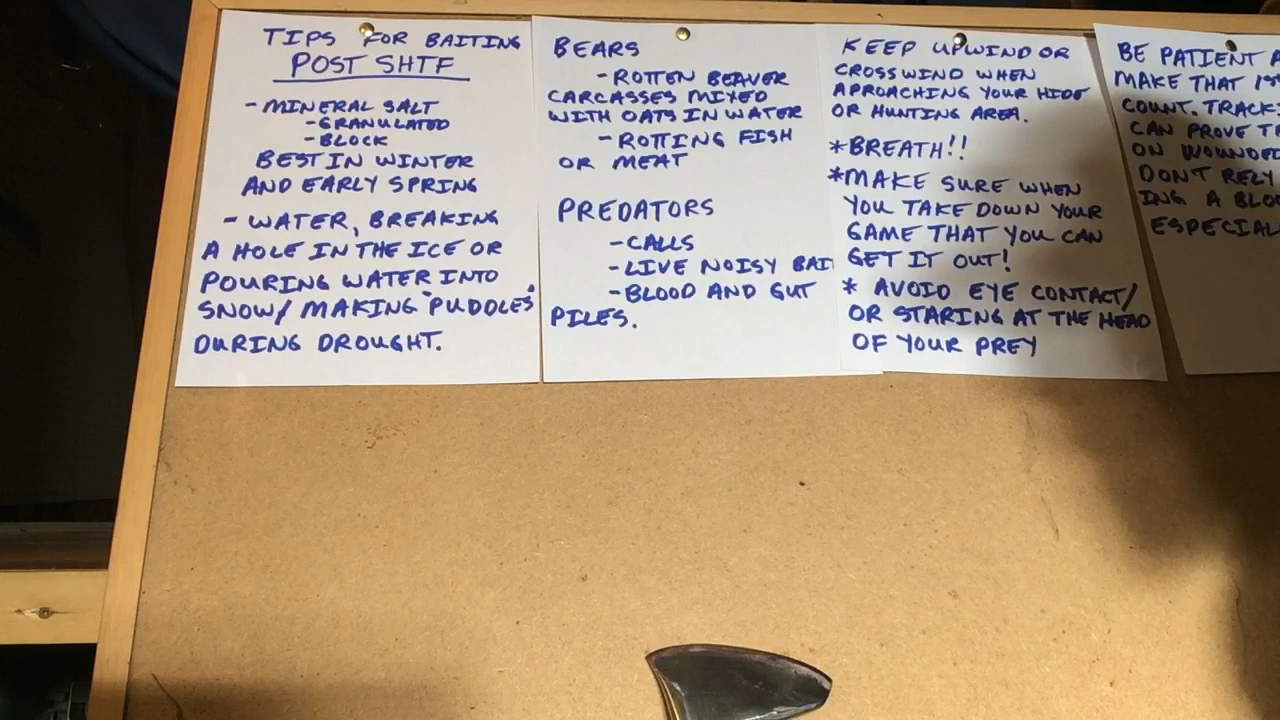 TIPS FOR BAITING
POST SHTF
- MINERAL SALT
- GRANULATED
- BLOCK
BEST IN WINTER
AND EARLY SPRING
- WATER, BREAKING
A HOLE IN THE ICE OR
POURING WATER INTO
SNOW/ MAKING "PUDDLES"
DURING DROUGHT.
BEARS
- ROTTEN BEAVER
CARCASSES MIXED
WITH OATS IN WATER
- ROTTING FISH
OR MEAT
PREDATORS
- CALLS
- LIVE NOISY BAI
- BLOOD AND GUT
PILES.
KEEP UPWIND OR
CROSSWIND WHEN
APROACHING YOUR HIDE
OR HUNTING AREA.
* BREATH!!
* MAKE SURE WHEN
YOU TAKE DOWN YOUR
GAME THAT YOU CAN
GET IT OUT!
* AVOID EYE CONTACT/
OR STARING AT THE HEAD
OF YOUR PREY
BE PATIENT A
MAKE THAT 1ST
COUNT. TRACK
CAN PROVE T
ON WOUNDED
DON'T RELY
ING A BLO
ESPECIAL